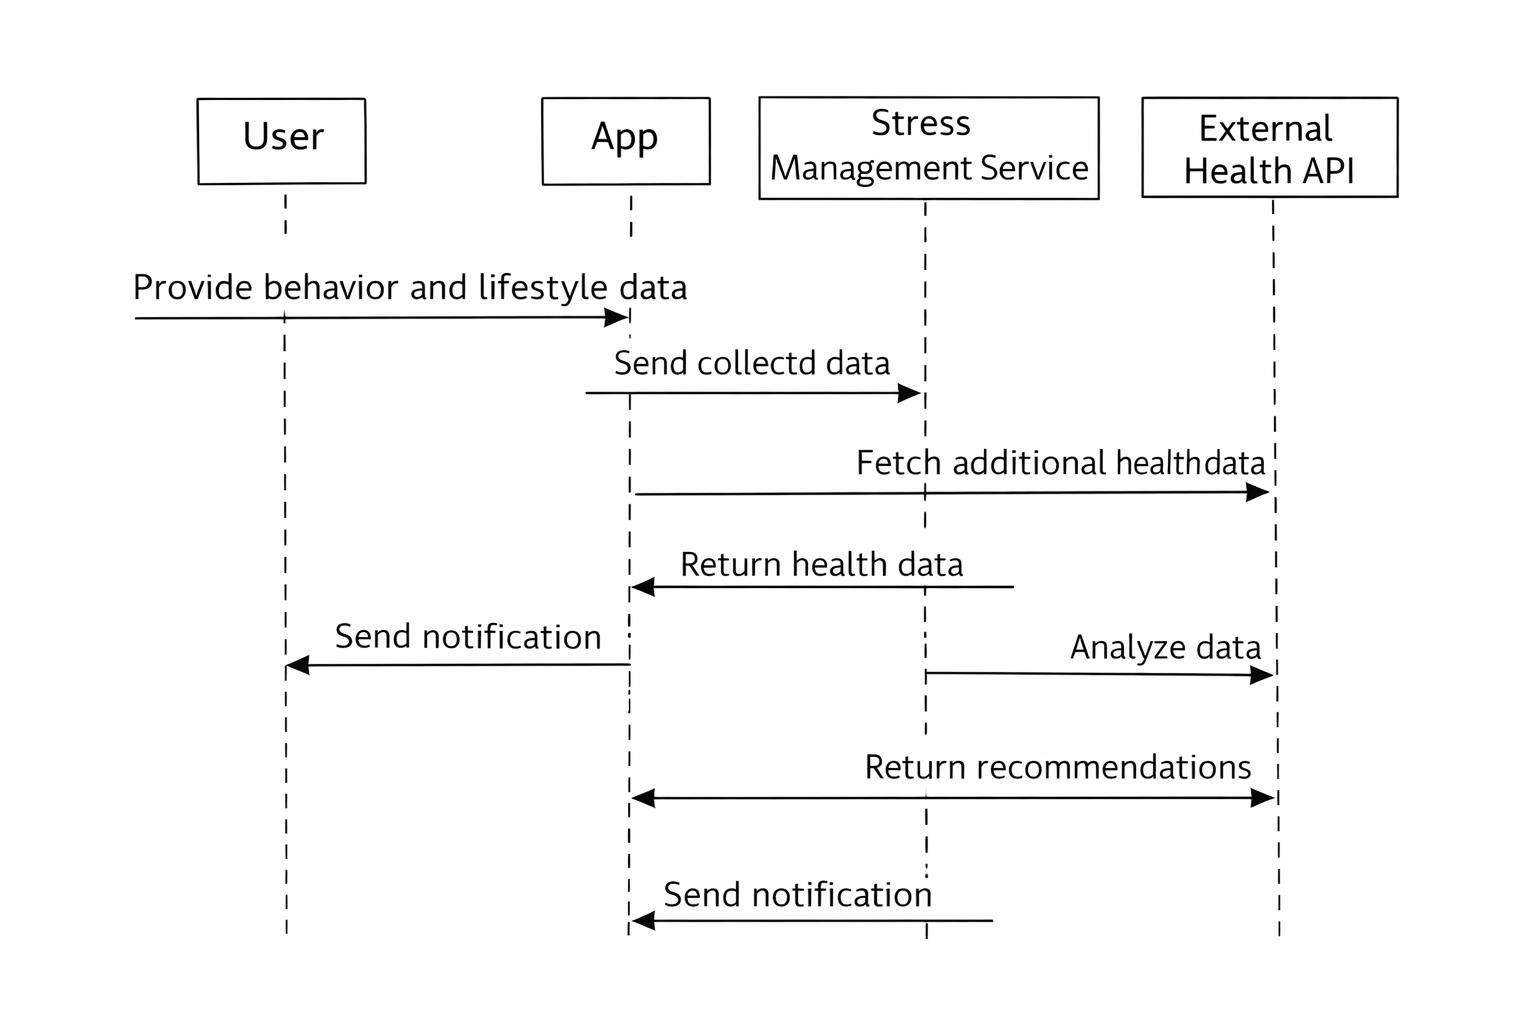 User
App
Stress
Management Service
External
Health API
Provide behavior and lifestyle data
Send collectd data
Fetch additional healthdata
Return health data
Send notification
Analyze data
Return recommendations
Send notification